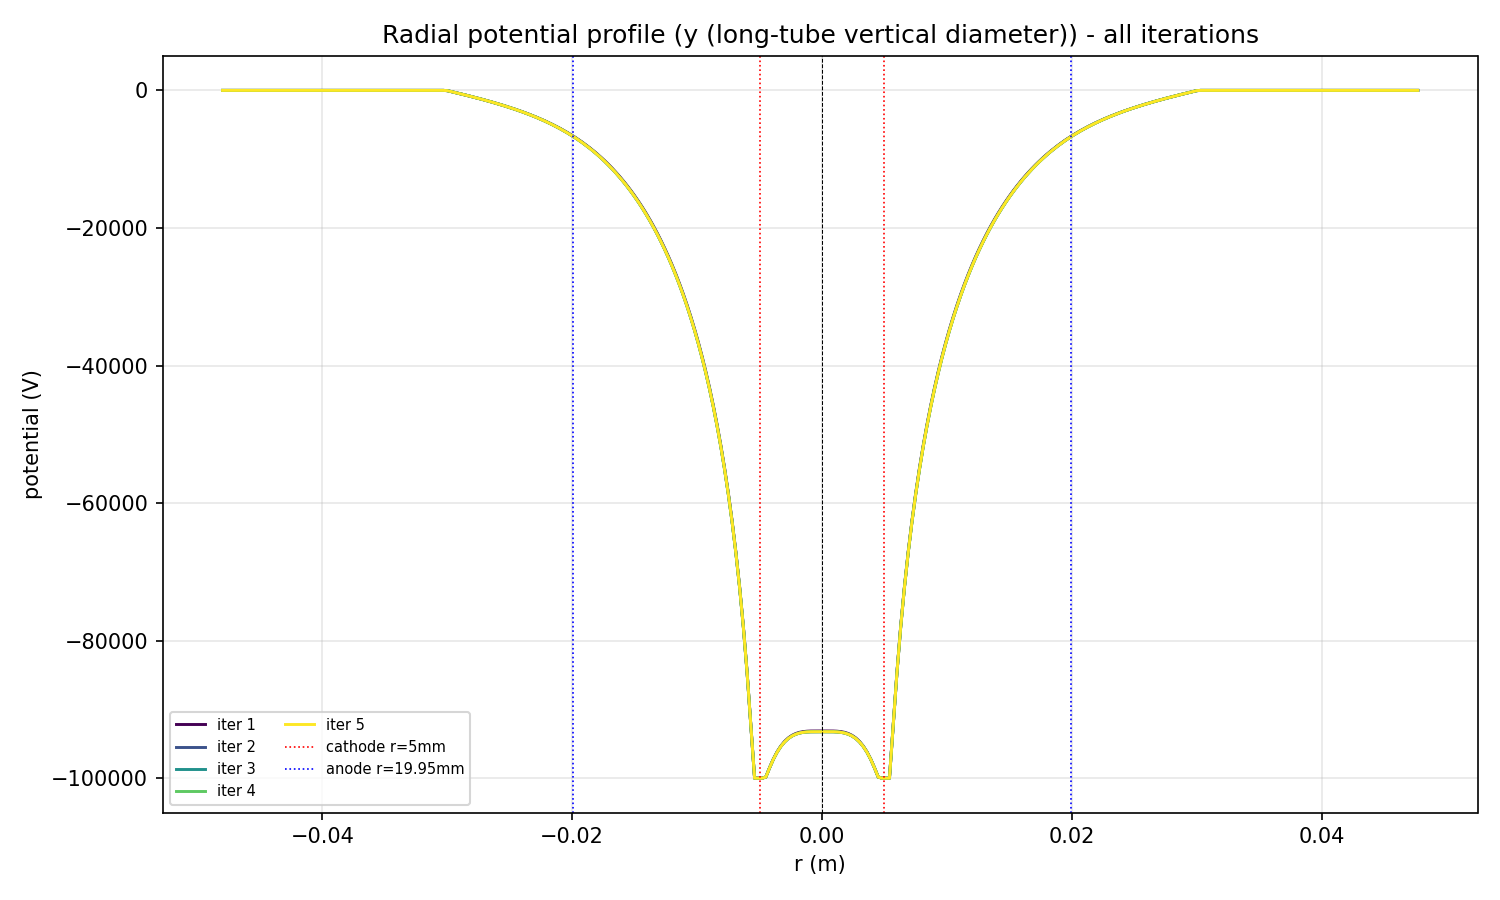 Radial potential profile (y (long-tube vertical diameter)) - all iterations
potential (V)
0
−20000
−40000
−60000
−80000
−100000
iter 1
iter 2
iter 3
iter 4
iter 5
cathode r=5mm
anode r=19.95mm
−0.04
−0.02
0.00
0.02
0.04
r (m)